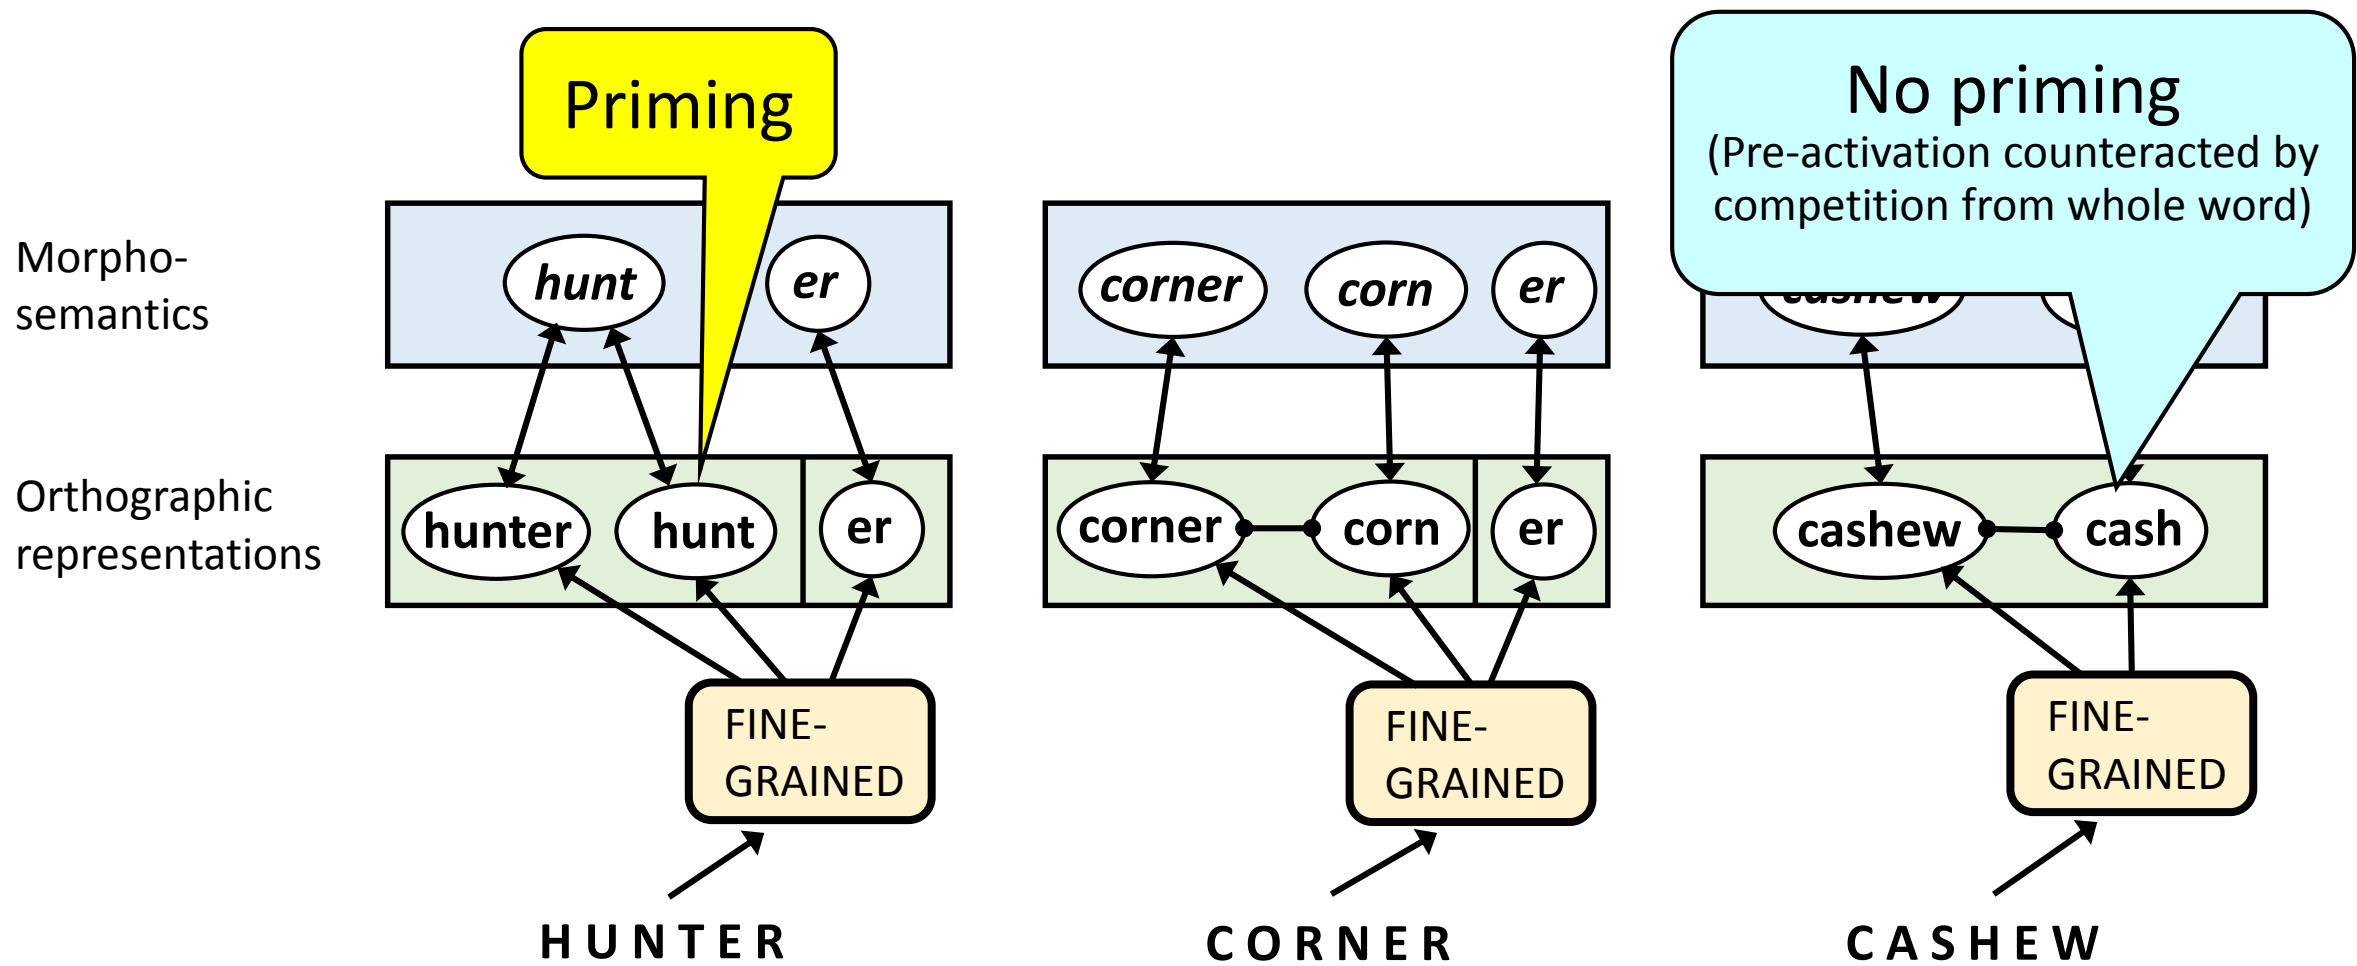 Priming
No priming
(Pre-activation counteracted by
competition from whole word)
Morpho-
semantics
hunt er
corner corn er
cashew
Orthographic
representations
hunter hunt er
corner corn er
cashew cash
FINE-
GRAINED
FINE-
GRAINED
FINE-
GRAINED
HUNTER
CORNER
CASHEW